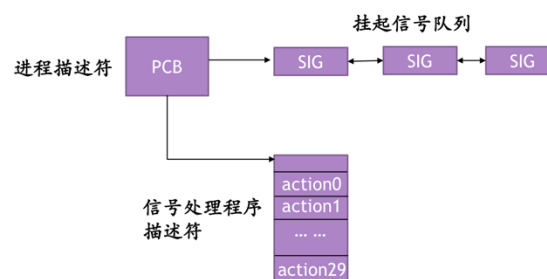 挂起信号队列
进程描述符
PCB
SIG
SIG
SIG
信号处理程序
描述符
action0
action1
... ...
action29